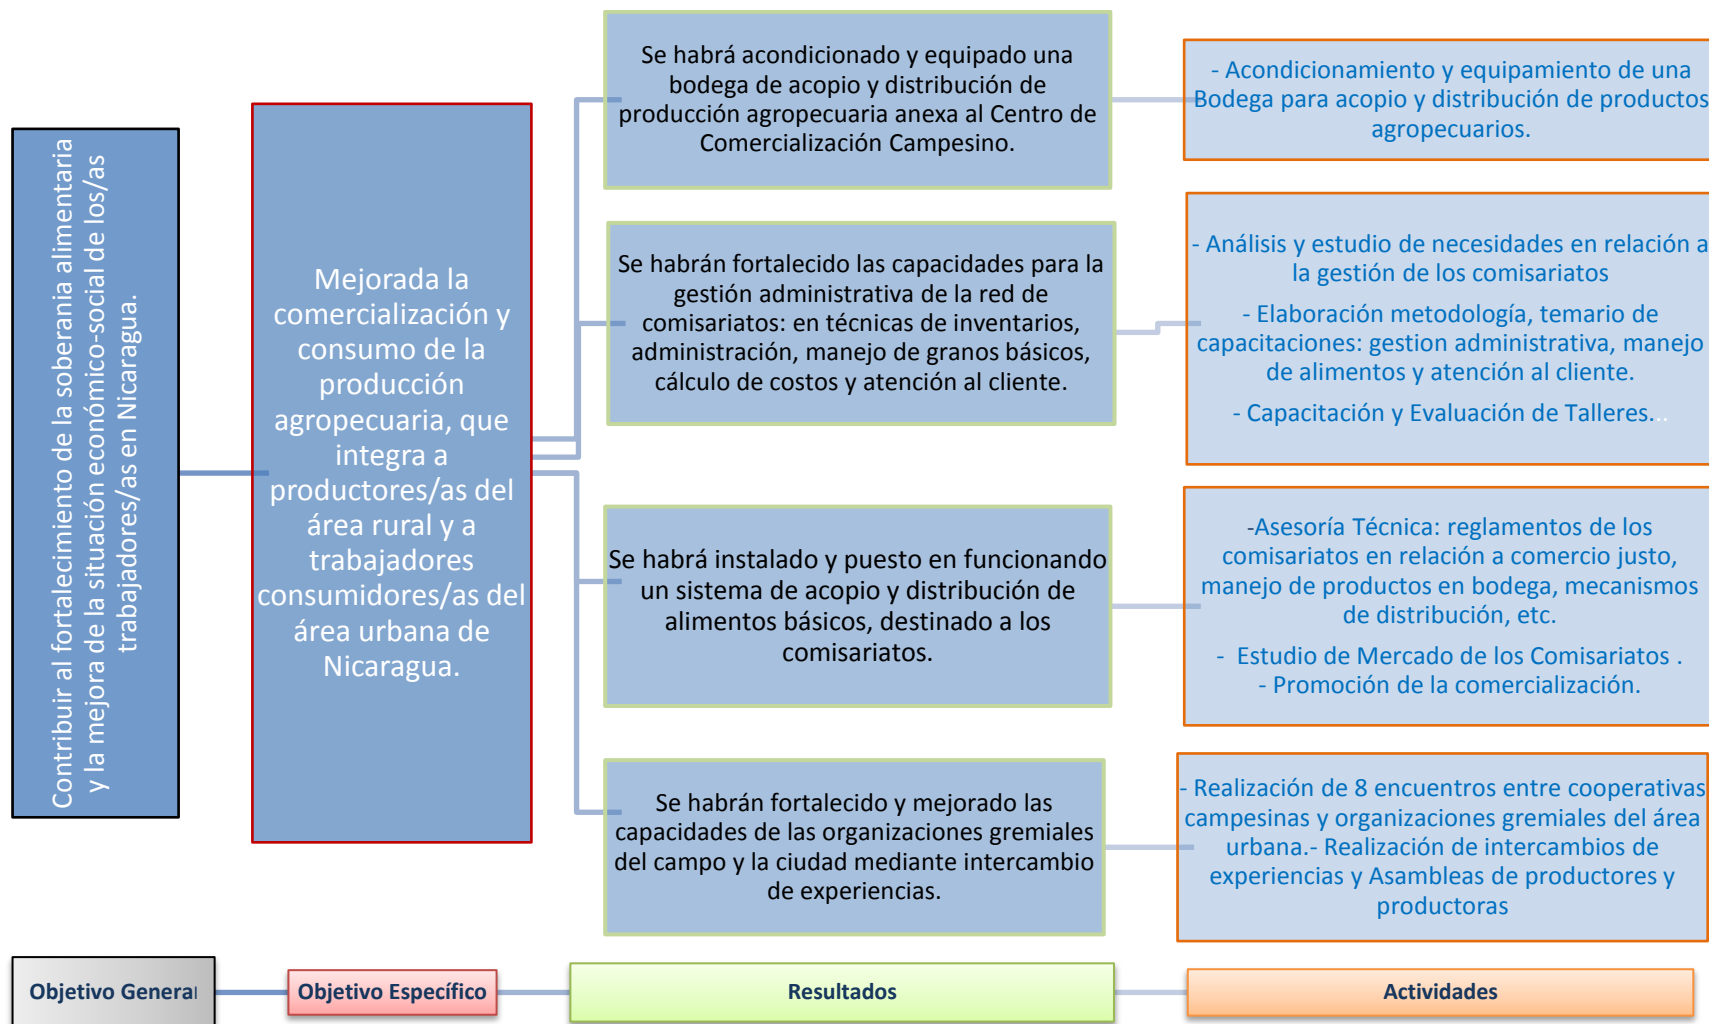 Contribuir al fortalecimiento de la soberania alimentaria
y la mejora de la situación económico-social de los/as
trabajadores/as en Nicaragua.
Mejorada la
comercialización y
consumo de la
producción
agropecuaria, que
integra a
productores/as del
área rural y a
trabajadores
consumidores/as del
área urbana de
Nicaragua.
Se habrá acondicionado y equipado una
bodega de acopio y distribución de
producción agropecuaria anexa al Centro de
Comercialización Campesino.
- Acondicionamiento y equipamiento de una
Bodega para acopio y distribución de productos
agropecuarios.
Se habrán fortalecido las capacidades para la
gestión administrativa de la red de
comisariatos: en técnicas de inventarios,
administración, manejo de granos básicos,
cálculo de costos y atención al cliente.
- Análisis y estudio de necesidades en relación a
la gestión de los comisariatos
- Elaboración metodología, temario de
capacitaciones: gestion administrativa, manejo
de alimentos y atención al cliente.
- Capacitación y Evaluación de Talleres...
Se habrá instalado y puesto en funcionando
un sistema de acopio y distribución de
alimentos básicos, destinado a los
comisariatos.
-Asesoría Técnica: reglamentos de los
comisariatos en relación a comercio justo,
manejo de productos en bodega, mecanismos
de distribución, etc.
- Estudio de Mercado de los Comisariatos .
- Promoción de la comercialización.
Se habrán fortalecido y mejorado las
capacidades de las organizaciones gremiales
del campo y la ciudad mediante intercambio
de experiencias.
- Realización de 8 encuentros entre cooperativas
campesinas y organizaciones gremiales del área
urbana.- Realización de intercambios de
experiencias y Asambleas de productores y
productoras
Objetivo General
Objetivo Específico
Resultados
Actividades